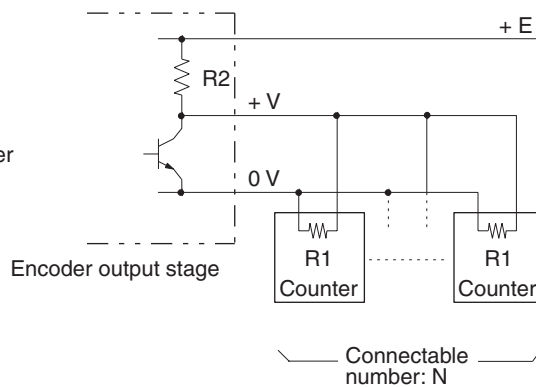 + E
R2
+ V
er
0 V
Encoder output stage
R1
Counter
R1
Counter
Connectable
number: N